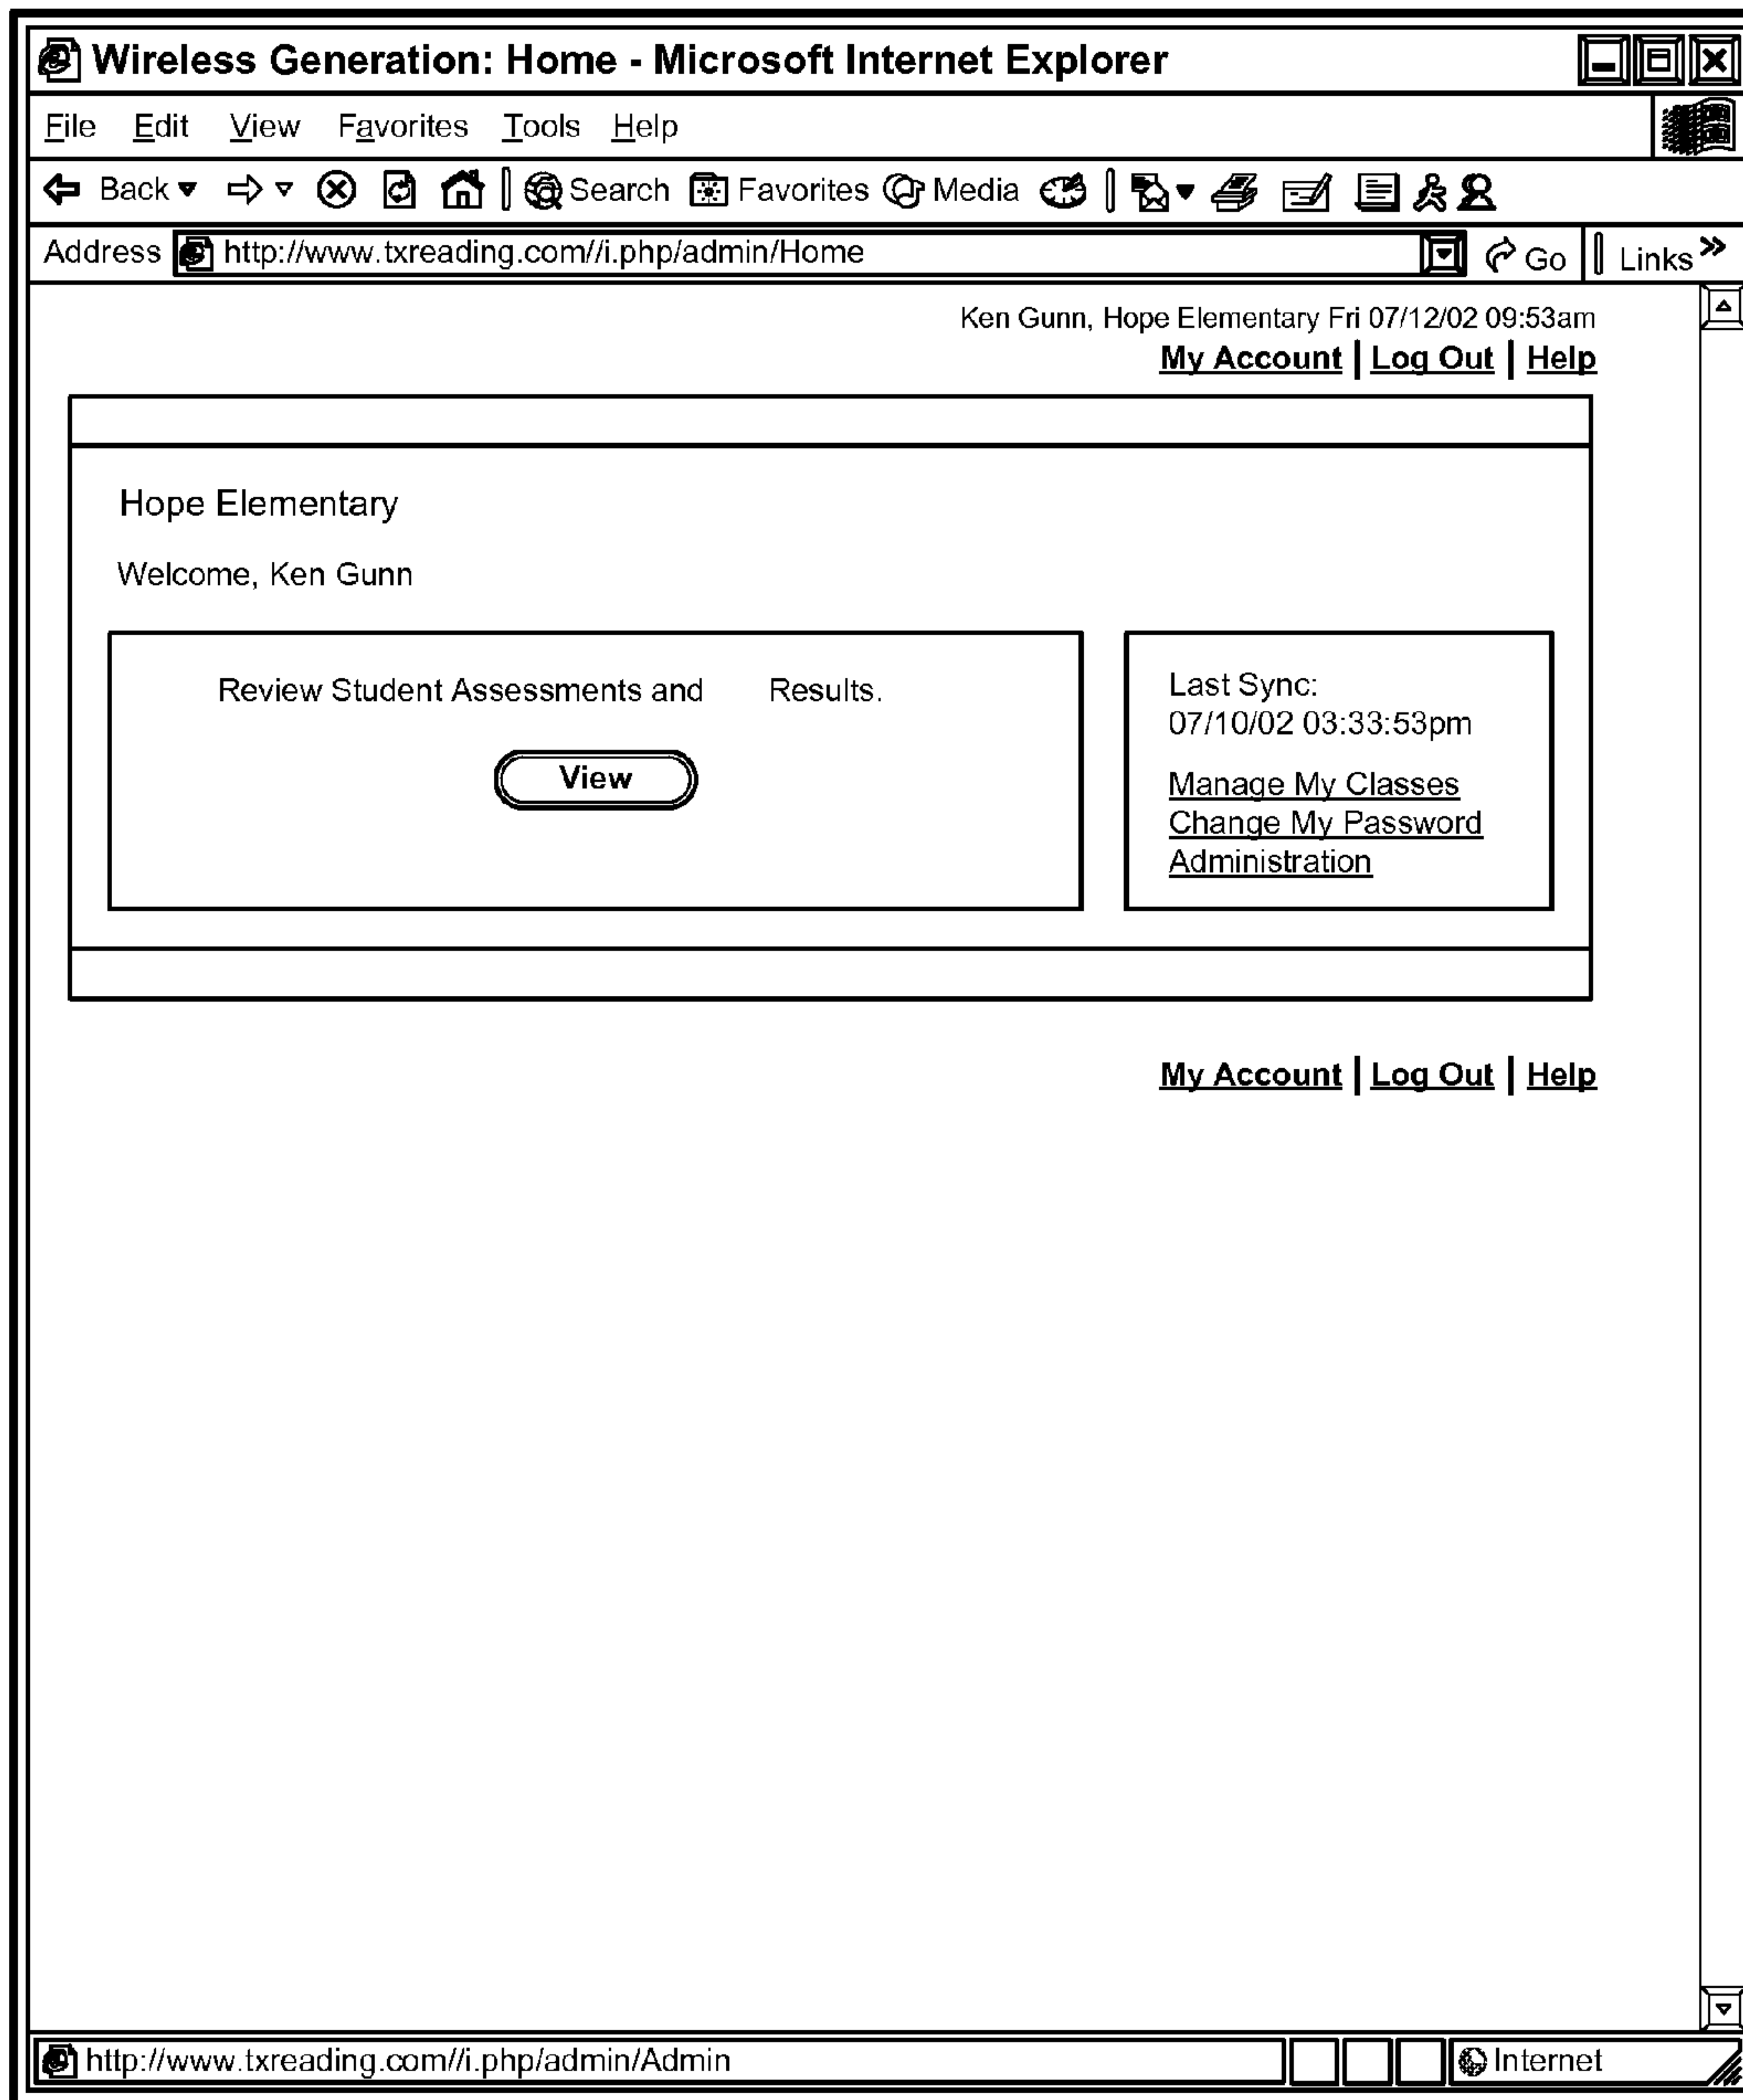 Wireless Generation: Home - Microsoft Internet Explorer
File Edit View Favorites Tools Help
Back Search Favorites Media
Address http://www.txreading.com//i.php/admin/Home Go Links »
Ken Gunn, Hope Elementary Fri 07/12/02 09:53am
My Account | Log Out | Help
Hope Elementary
Welcome, Ken Gunn
Review Student Assessments and Results.
View
Last Sync:
07/10/02 03:33:53pm
Manage My Classes
Change My Password
Administration
My Account | Log Out | Help
http://www.txreading.com//i.php/admin/Admin Internet